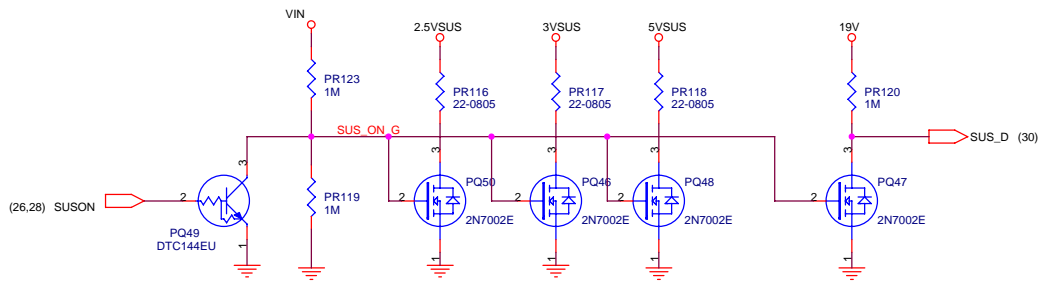 VIN
2.5VSUS
3VSUS
5VSUS
19V
PR123
1M
PR116
22-0805
PR117
22-0805
PR118
22-0805
PR120
1M
SUS_ON_G
SUS_D (30)
3
3
3
3
3
(26,28) SUSON
2
PR119
1M
2
PQ50
2
PQ46
2
PQ48
2
PQ47
2N7002E
2N7002E
2N7002E
2N7002E
PQ49
DTC144EU
1
1
1
1
1